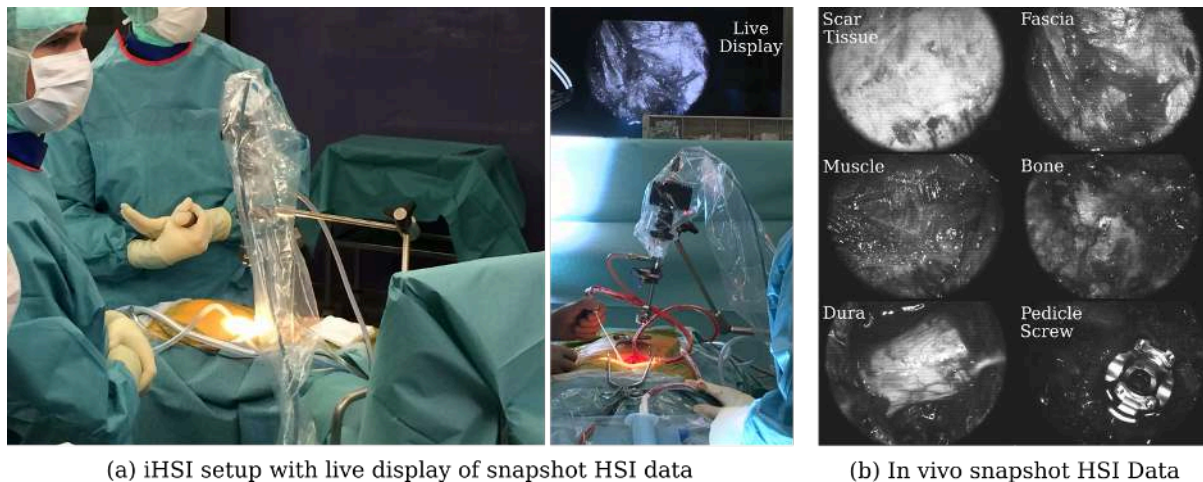 Live
Display
Scar
Tissue
Fascia
Muscle
Bone
Dura
Pedicle
Screw
(a) iHSI setup with live display of snapshot HSI data
(b) In vivo snapshot HSI Data